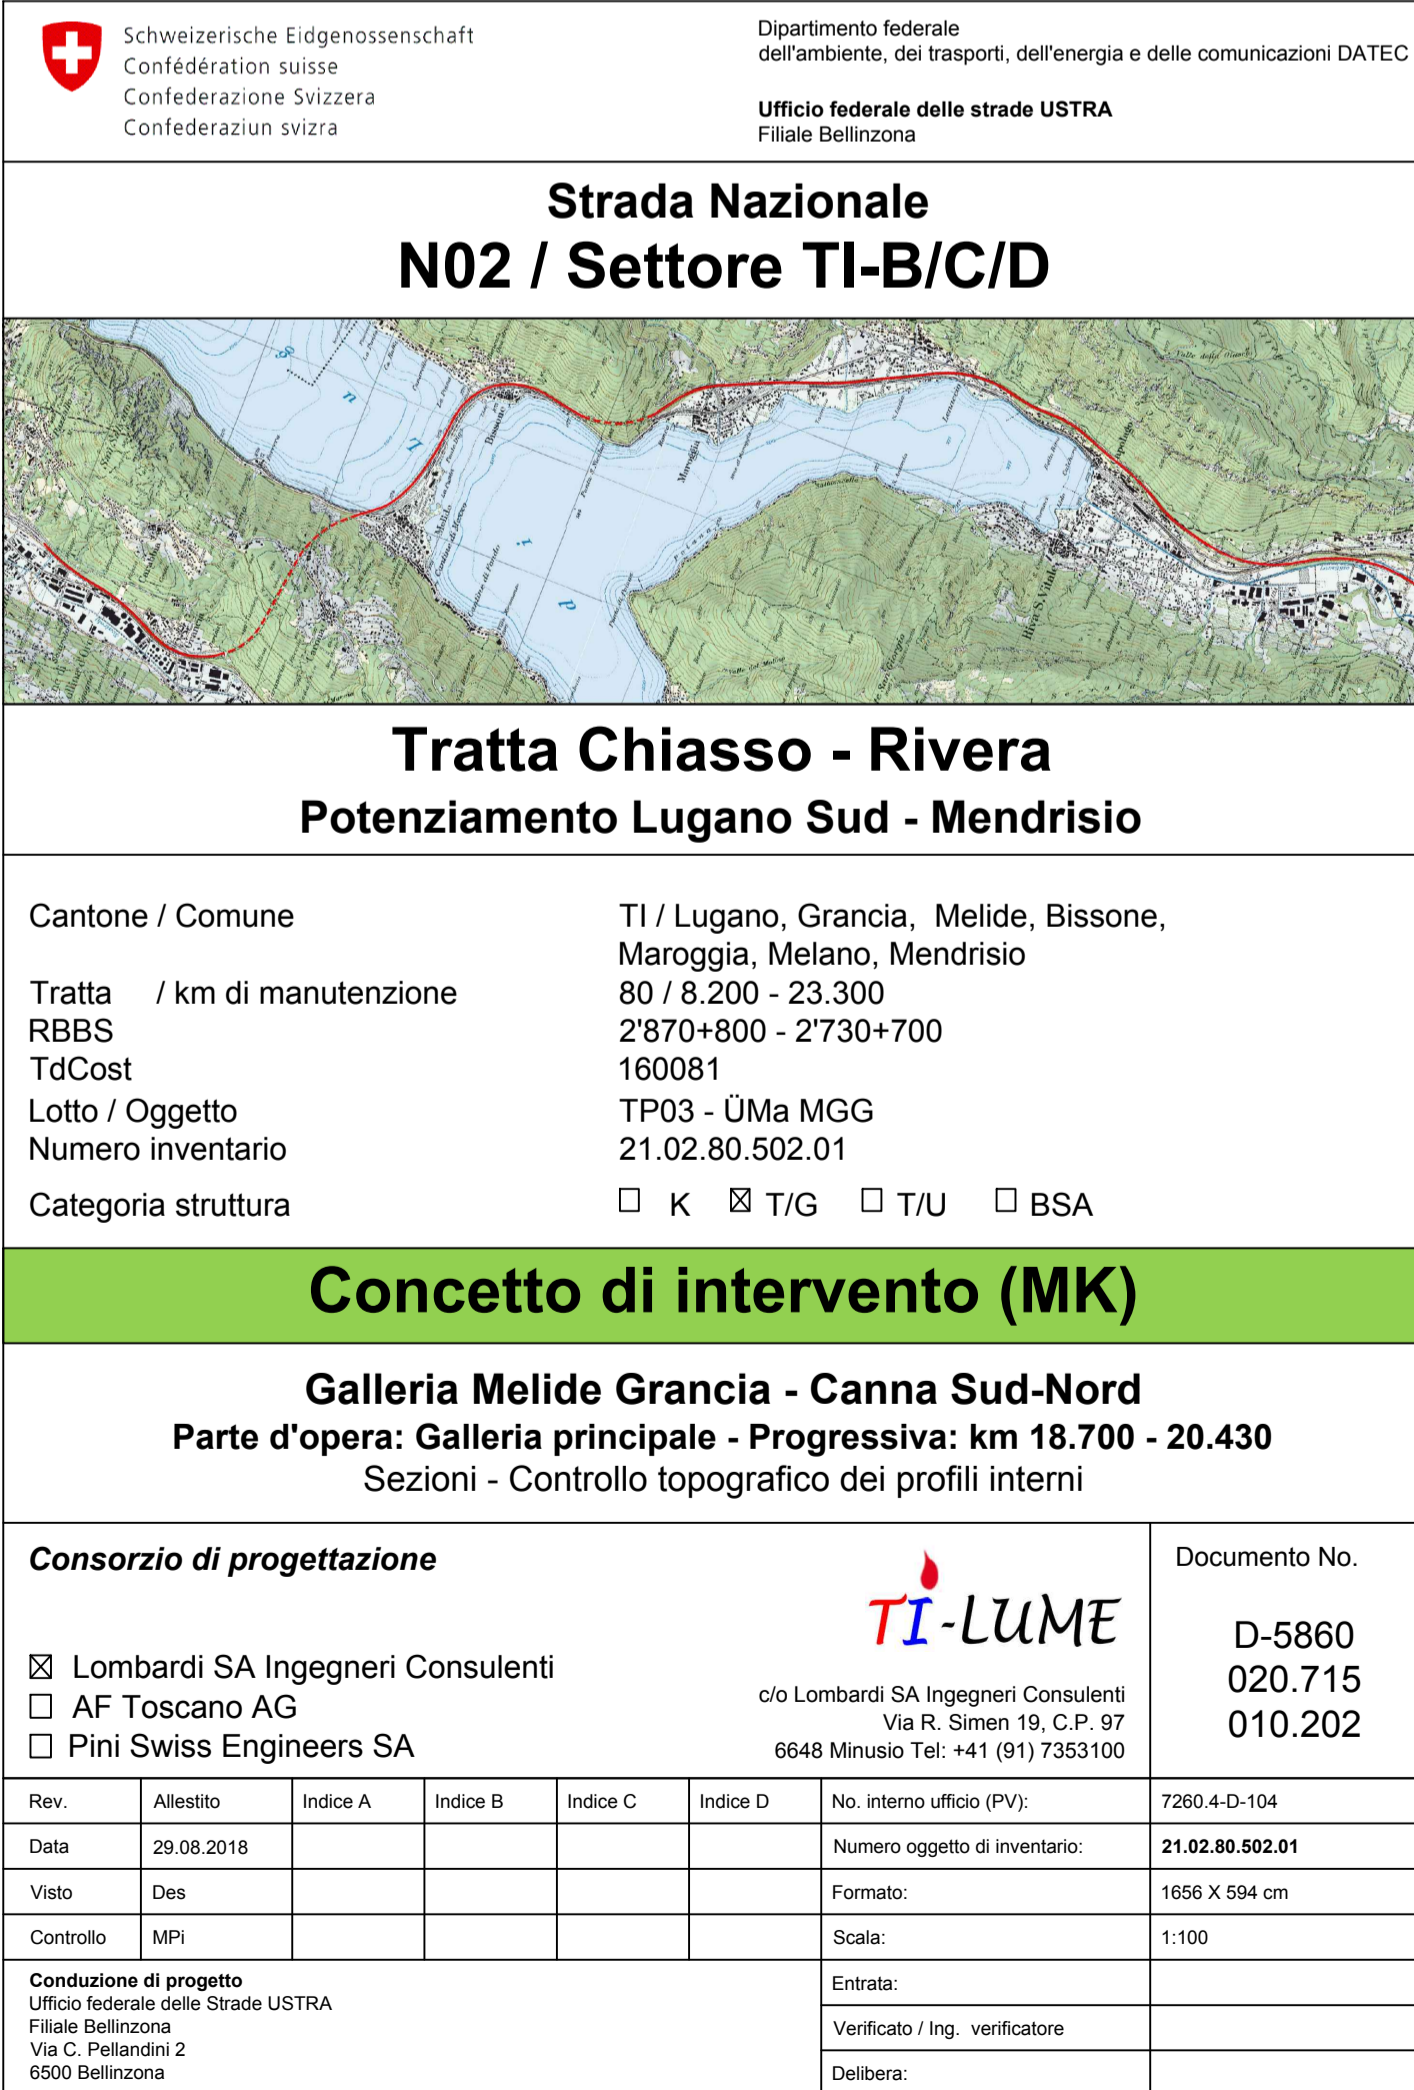 Schweizerische Eidgenossenschaft
Confédération suisse
Confederazione Svizzera
Confederaziun svizra
Dipartimento federale
dell'ambiente, dei trasporti, dell'energia e delle comunicazioni DATEC
Ufficio federale delle strade USTRA
Filiale Bellinzona
Strada Nazionale
N02 / Settore TI-B/C/D
Bissone
Maroggia
Riva S. Vitale
Tratta Chiasso - Rivera
Potenziamento Lugano Sud - Mendrisio
Cantone / Comune TI / Lugano, Grancia, Melide, Bissone,
Maroggia, Melano, Mendrisio
Tratta / km di manutenzione 80 / 8.200 - 23.300
RBBS 2'870+800 - 2'730+700
TdCost 160081
Lotto / Oggetto TP03 - ÜMa MGG
Numero inventario 21.02.80.502.01
Categoria struttura ☐ K ☒ T/G ☐ T/U ☐ BSA
Concetto di intervento (MK)
Galleria Melide Grancia - Canna Sud-Nord
Parte d'opera: Galleria principale - Progressiva: km 18.700 - 20.430
Sezioni - Controllo topografico dei profili interni
Consorzio di progettazione
☒ Lombardi SA Ingegneri Consulenti
☐ AF Toscano AG
☐ Pini Swiss Engineers SA
TI-LUME
c/o Lombardi SA Ingegneri Consulenti
Via R. Simen 19, C.P. 97
6648 Minusio Tel: +41 (91) 7353100
Documento No.
D-5860
020.715
010.202
Rev. Allestito Indice A Indice B Indice C Indice D No. interno ufficio (PV): 7260.4-D-104
Data 29.08.2018 Numero oggetto di inventario: 21.02.80.502.01
Visto Des Formato: 1656 X 594 cm
Controllo MPi Scala: 1:100
Conduzione di progetto
Ufficio federale delle Strade USTRA
Filiale Bellinzona
Via C. Pellandini 2
6500 Bellinzona
Entrata:
Verificato / Ing. verificatore
Delibera: